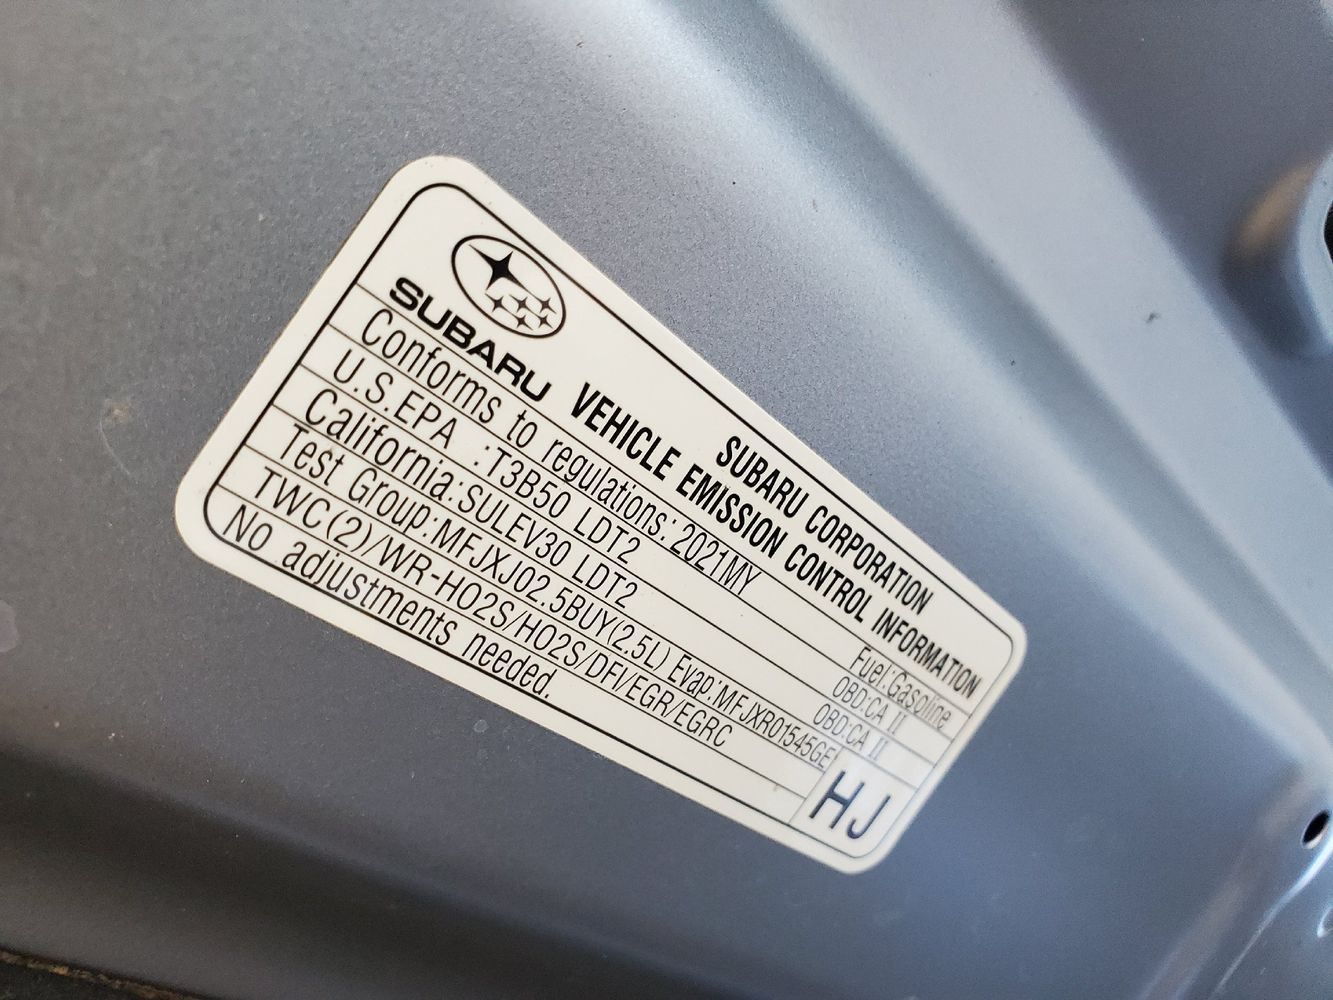 SUBARU CORPORATION
SUBARU VEHICLE EMISSION CONTROL INFORMATION
Conforms to regulations: 2021MY Fuel:Gasoline
U.S.EPA :T3B50 LDT2 OBD:CA II
California:SULEV30 LDT2 OBD:CA II
Test Group:MFJXJ02.5BUY(2.5L) Evap:MFJXR01545GE
TWC(2)/WR-HO2S/HO2S/DFI/EGR/EGRC
No adjustments needed.
HJ